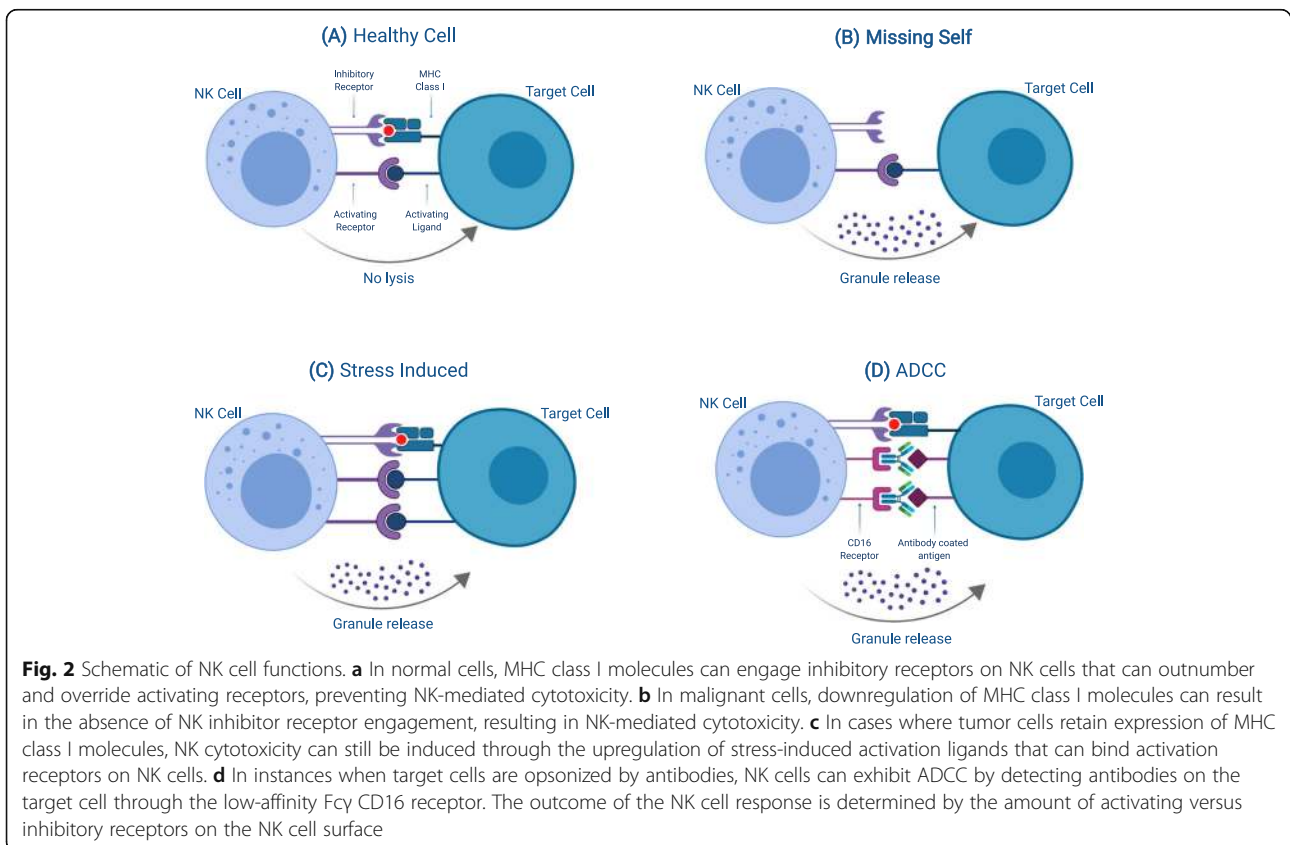 (A) Healthy Cell
NK Cell
Inhibitory
Receptor
MHC
Class I
Target Cell
Activating
Receptor
Activating
Ligand
No lysis
(B) Missing Self
NK Cell
Target Cell
Granule release
(C) Stress Induced
NK Cell
Target Cell
Granule release
(D) ADCC
NK Cell
Target Cell
CD16
Receptor
Antibody coated
antigen
Granule release
Fig. 2 Schematic of NK cell functions. a In normal cells, MHC class I molecules can engage inhibitory receptors on NK cells that can outnumber
and override activating receptors, preventing NK-mediated cytotoxicity. b In malignant cells, downregulation of MHC class I molecules can result
in the absence of NK inhibitor receptor engagement, resulting in NK-mediated cytotoxicity. c In cases where tumor cells retain expression of MHC
class I molecules, NK cytotoxicity can still be induced through the upregulation of stress-induced activation ligands that can bind activation
receptors on NK cells. d In instances when target cells are opsonized by antibodies, NK cells can exhibit ADCC by detecting antibodies on the
target cell through the low-affinity Fcγ CD16 receptor. The outcome of the NK cell response is determined by the amount of activating versus
inhibitory receptors on the NK cell surface